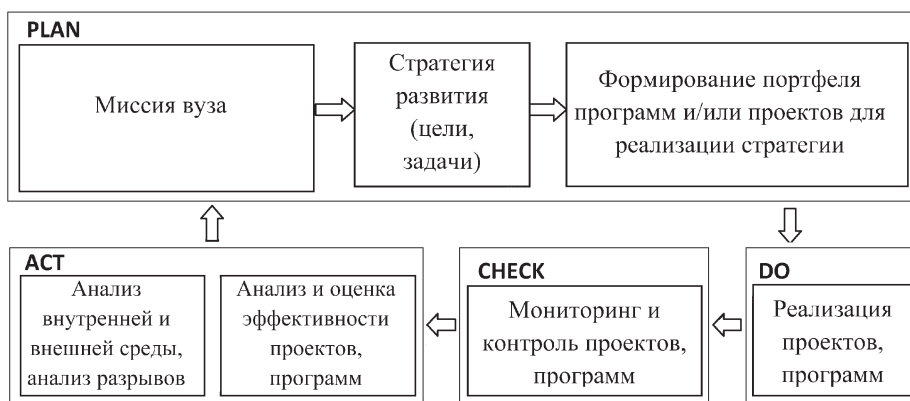 PLAN
Миссия вуза
Стратегия
развития
(цели,
задачи)
Формирование портфеля
программ и/или проектов для
реализации стратегии
ACT
Анализ
внутренней и
внешней среды,
анализ разрывов
Анализ и оценка
эффективности
проектов,
программ
CHECK
Мониторинг и
контроль проектов,
программ
DO
Реализация
проектов,
программ